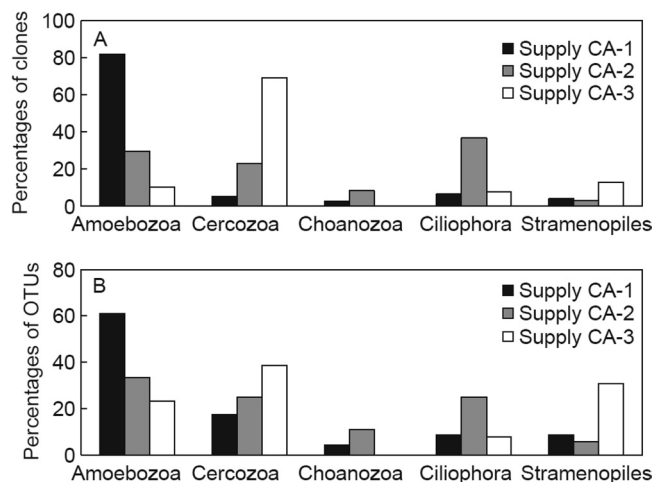 Percentages of clones
100
80
60
40
20
0
A
Supply CA-1
Supply CA-2
Supply CA-3
Amoebozoa Cercozoa Choanozoa Ciliophora Stramenopiles
Percentages of OTUs
80
60
40
20
0
B
Supply CA-1
Supply CA-2
Supply CA-3
Amoebozoa Cercozoa Choanozoa Ciliophora Stramenopiles